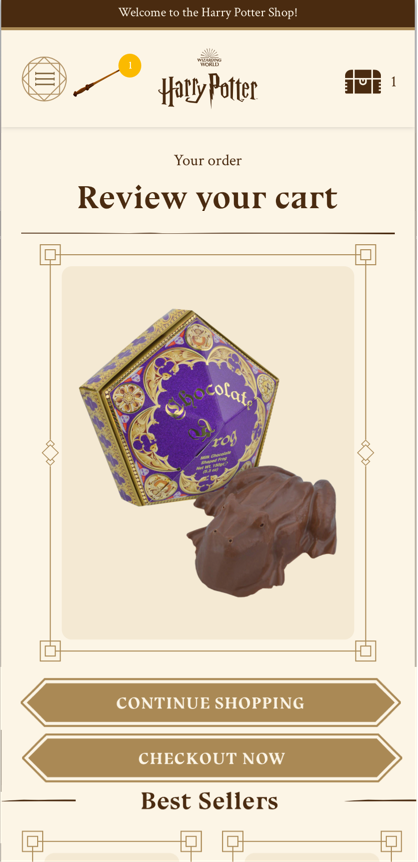 Welcome to the Harry Potter Shop!
1
WIZARDING
WORLD
Harry Potter
1
Your order
Review your cart
Chocolate
Frog
CONTINUE SHOPPING
CHECKOUT NOW
Best Sellers